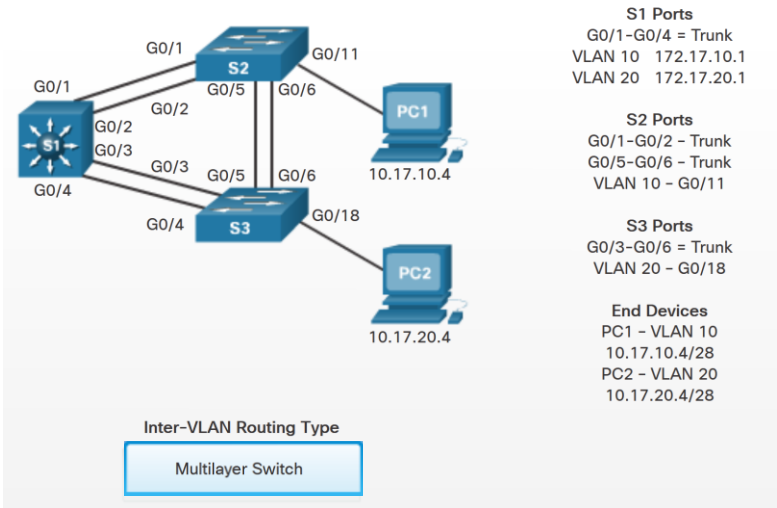 G0/1
G0/1
S2
G0/11
G0/5
G0/6
G0/2
G0/2
S1
G0/3
G0/4
G0/3
G0/5
G0/6
G0/4
S3
G0/18
PC1
10.17.10.4
PC2
10.17.20.4
S1 Ports
G0/1-G0/4 = Trunk
VLAN 10 172.17.10.1
VLAN 20 172.17.20.1
S2 Ports
G0/1-G0/2 - Trunk
G0/5-G0/6 - Trunk
VLAN 10 - G0/11
S3 Ports
G0/3-G0/6 = Trunk
VLAN 20 - G0/18
End Devices
PC1 - VLAN 10
10.17.10.4/28
PC2 - VLAN 20
10.17.20.4/28
Inter-VLAN Routing Type
Multilayer Switch